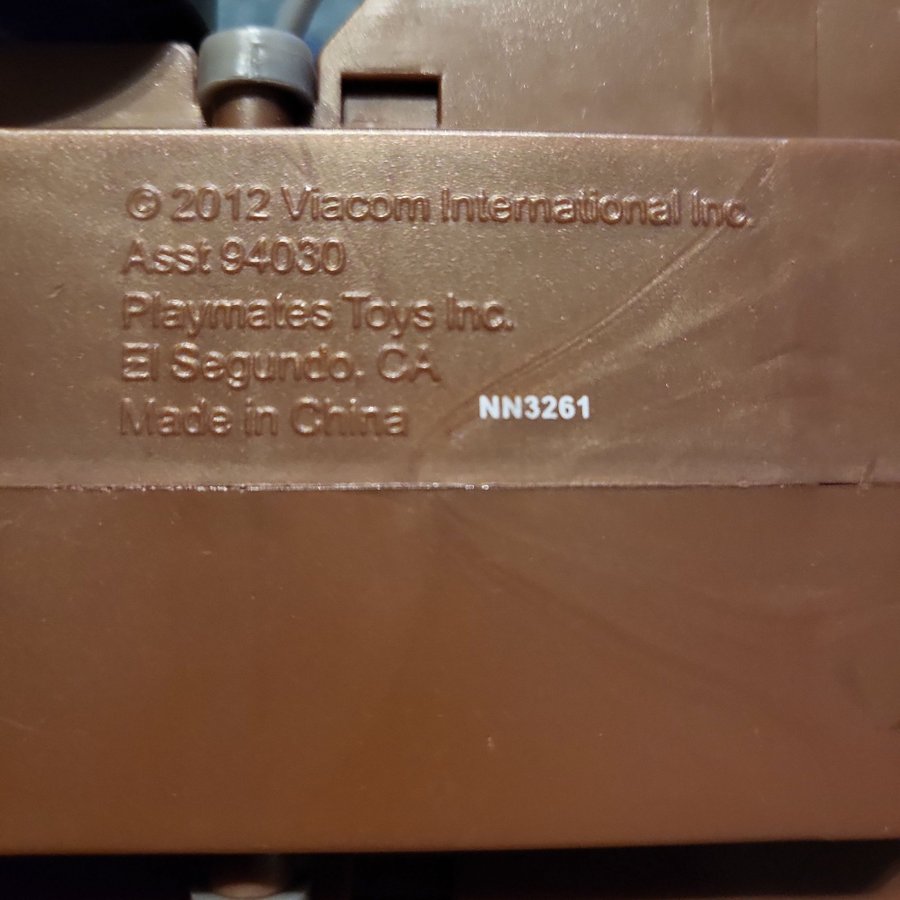 © 2012 Viacom International Inc.
Asst 94030
Playmates Toys Inc.
El Segundo, CA
Made in China
NN3261